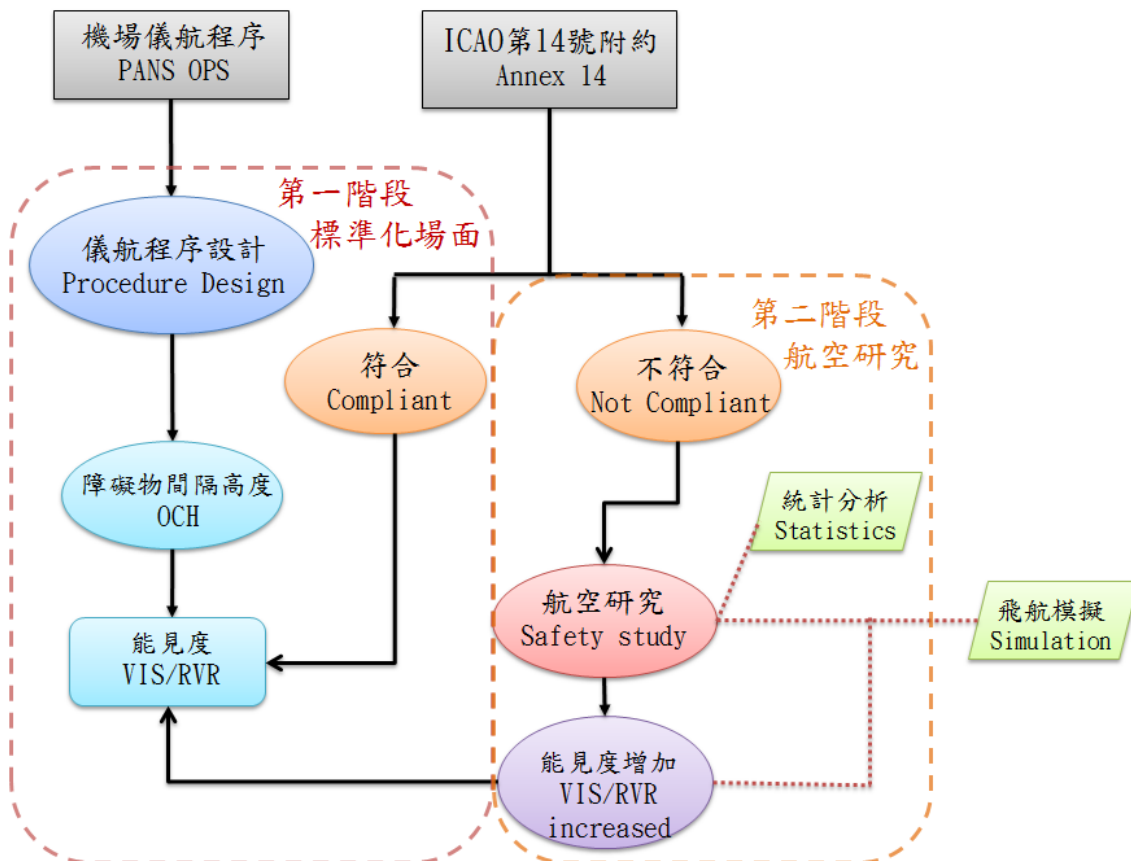 機場儀航程序
PANS OPS
ICAO第14號附約
Annex 14
第一階段
標準化場面
儀航程序設計
Procedure Design
第二階段
航空研究
符合
Compliant
不符合
Not Compliant
障礙物間隔高度
OCH
統計分析
Statistics
航空研究
Safety study
飛航模擬
Simulation
能見度
VIS/RVR
能見度增加
VIS/RVR
increased